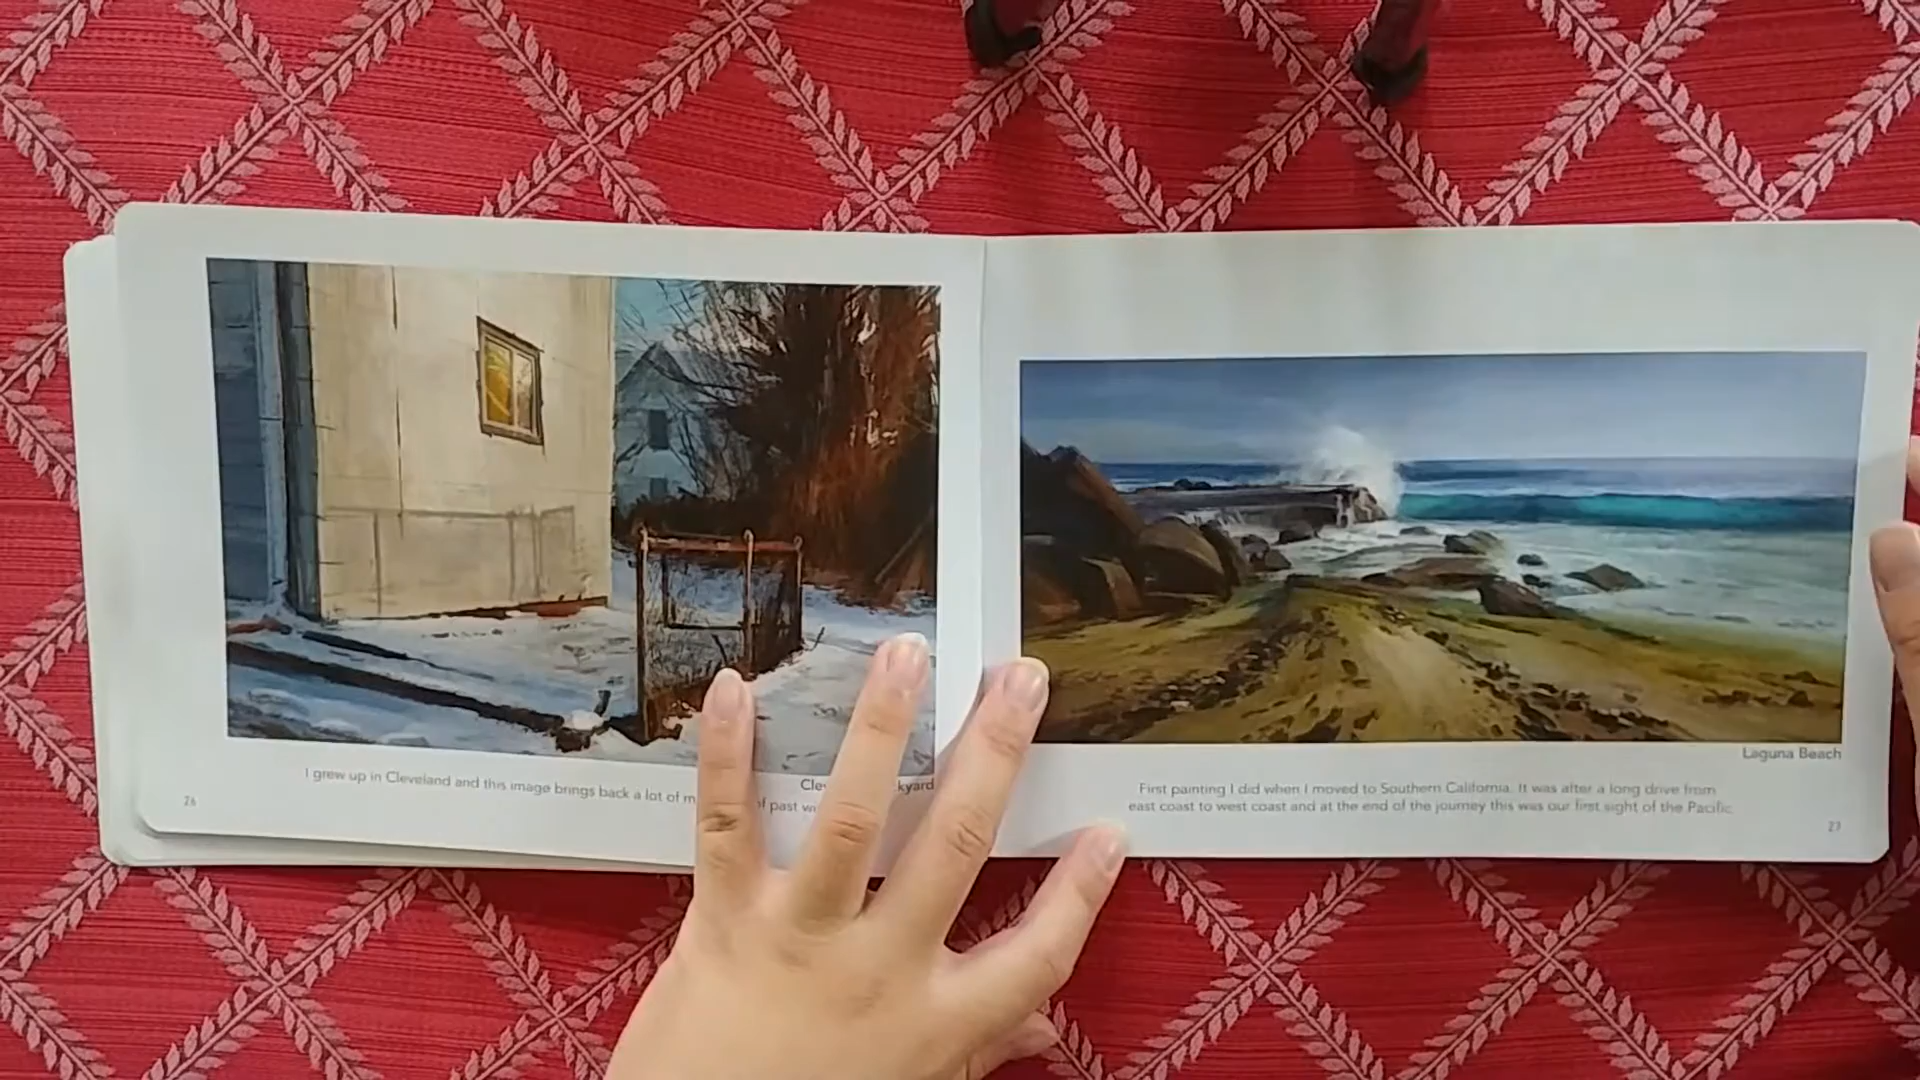 Cle kyard
I grew up in Cleveland and this image brings back a lot of m of past wi
26
Laguna Beach
First painting I did when I moved to Southern California. It was after a long drive from
east coast to west coast and at the end of the journey this was our first sight of the Pacific.
27